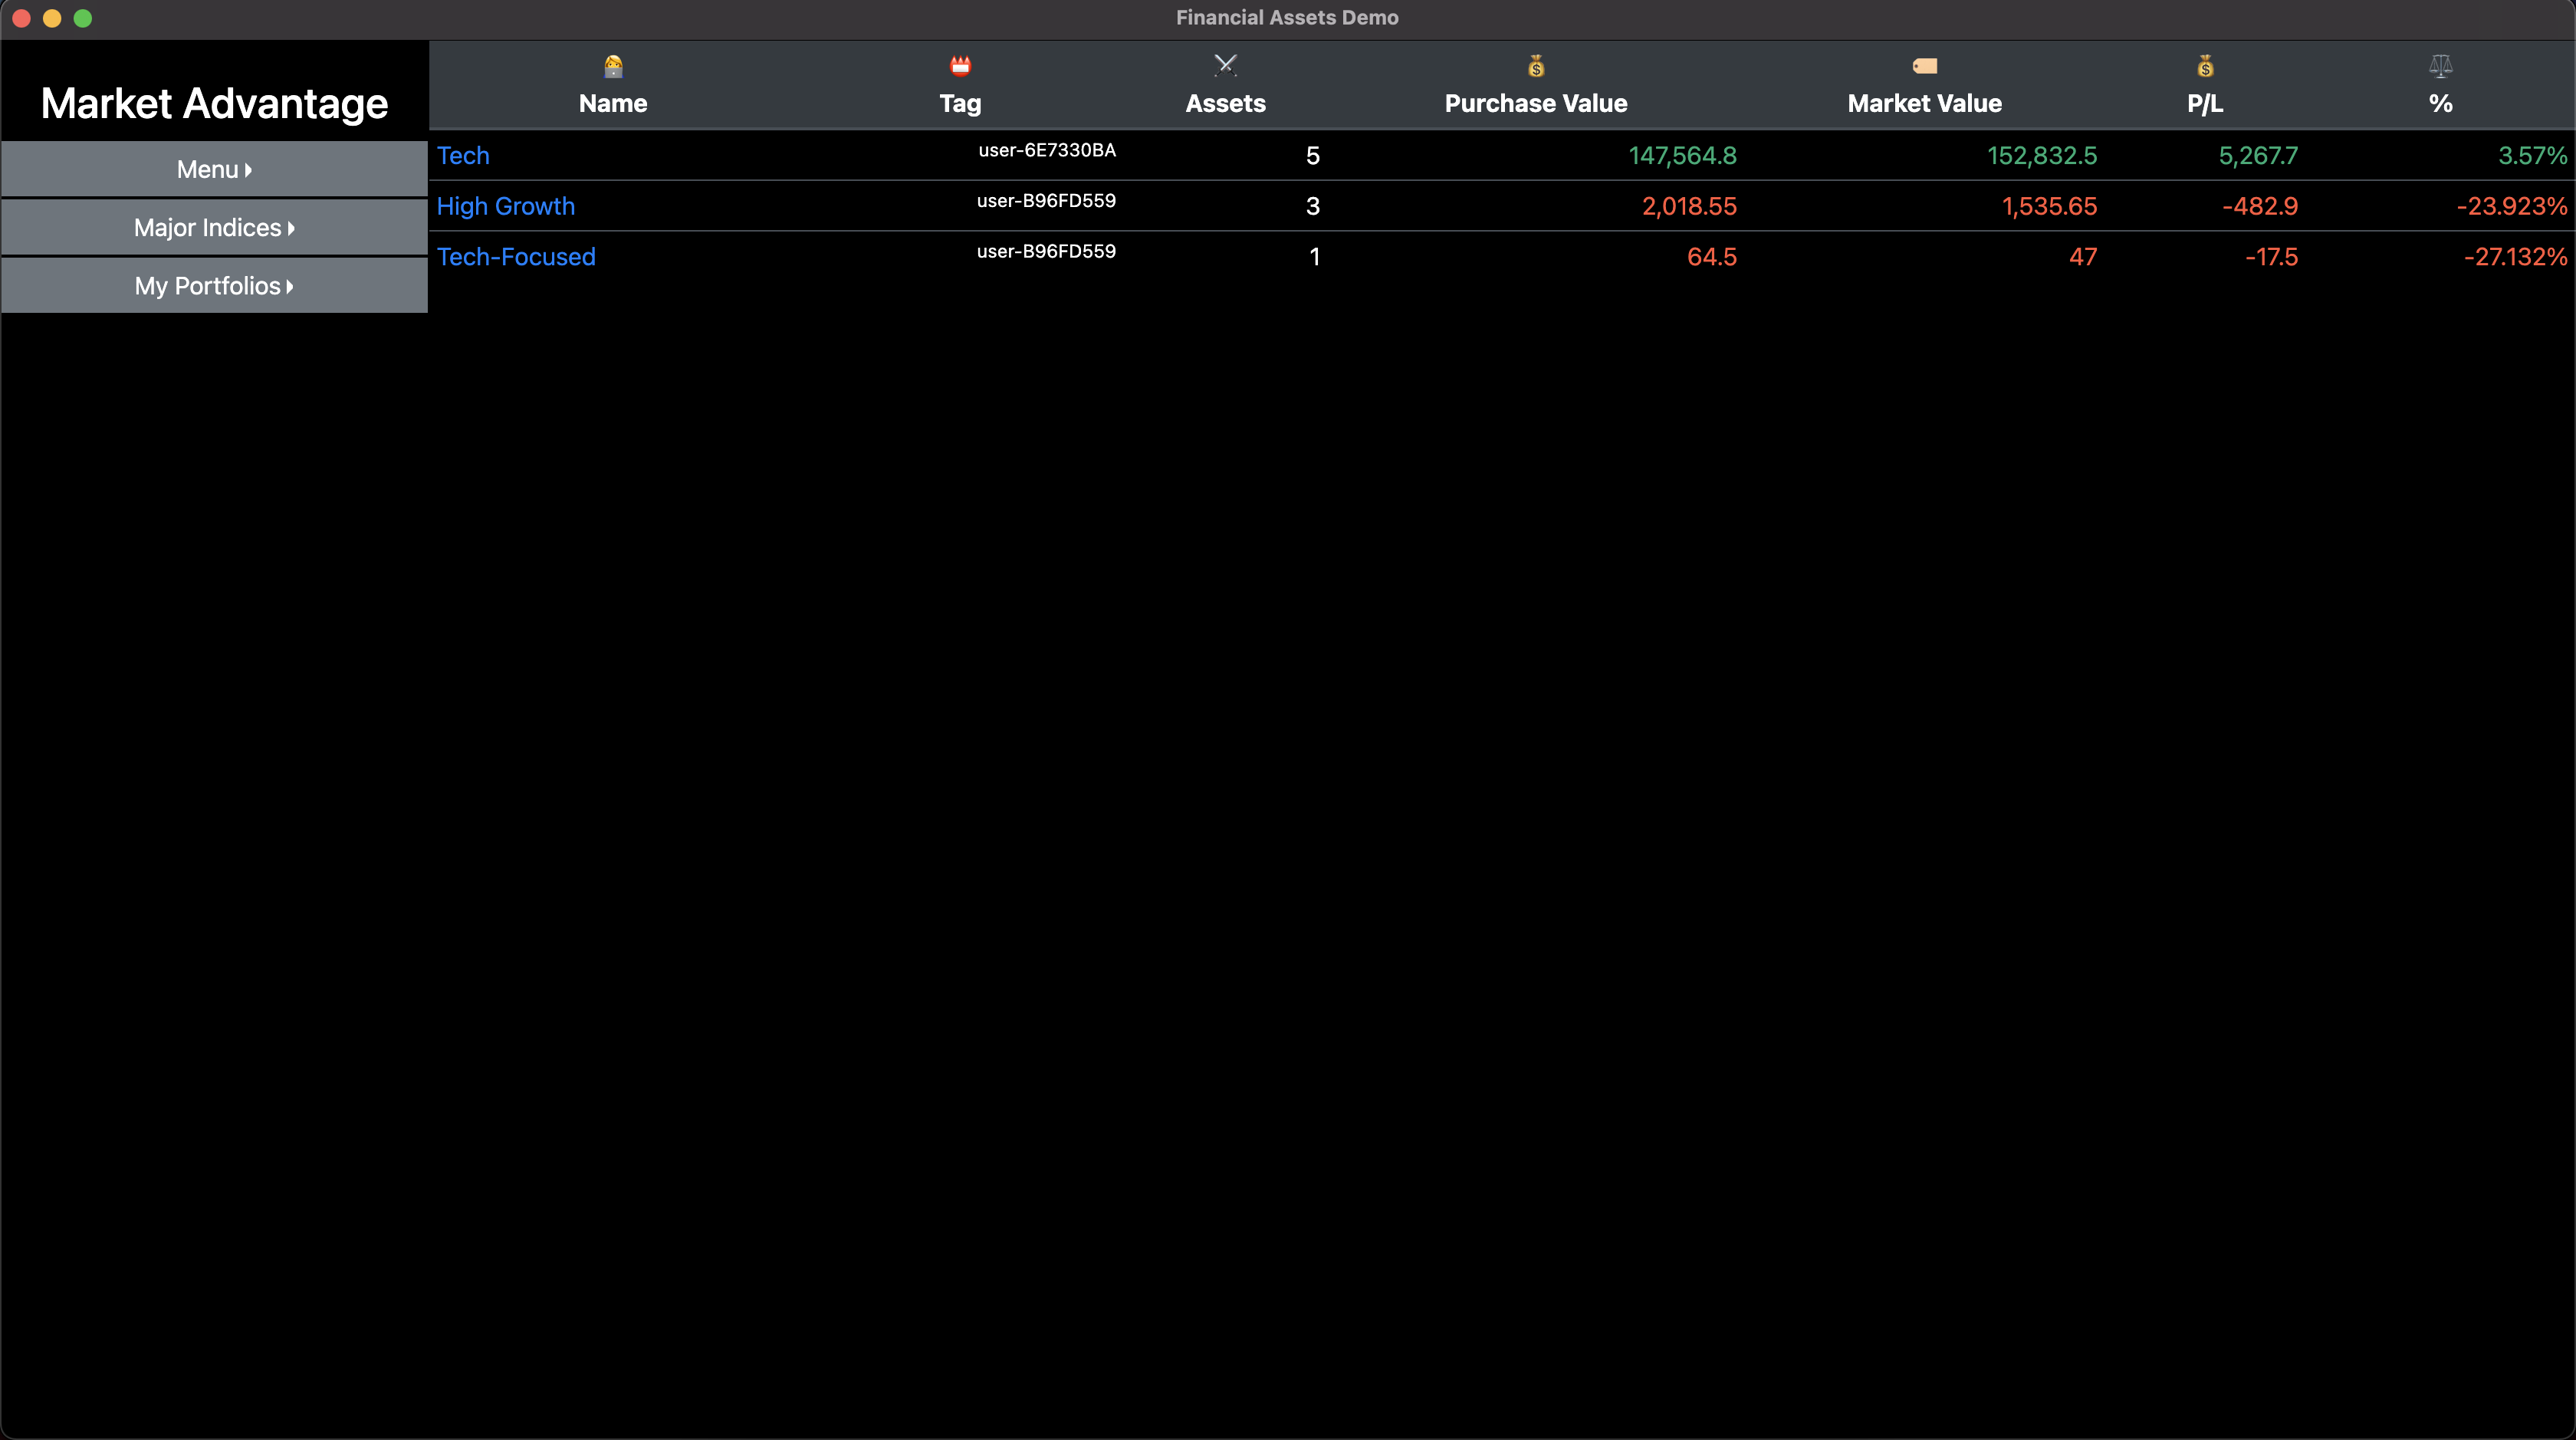 Financial Assets Demo
Market Advantage
Menu
Major Indices
My Portfolios
Name Tag Assets Purchase Value Market Value P/L %
Tech user-6E7330BA 5 147,564.8 152,832.5 5,267.7 3.57%
High Growth user-B96FD559 3 2,018.55 1,535.65 -482.9 -23.923%
Tech-Focused user-B96FD559 1 64.5 47 -17.5 -27.132%